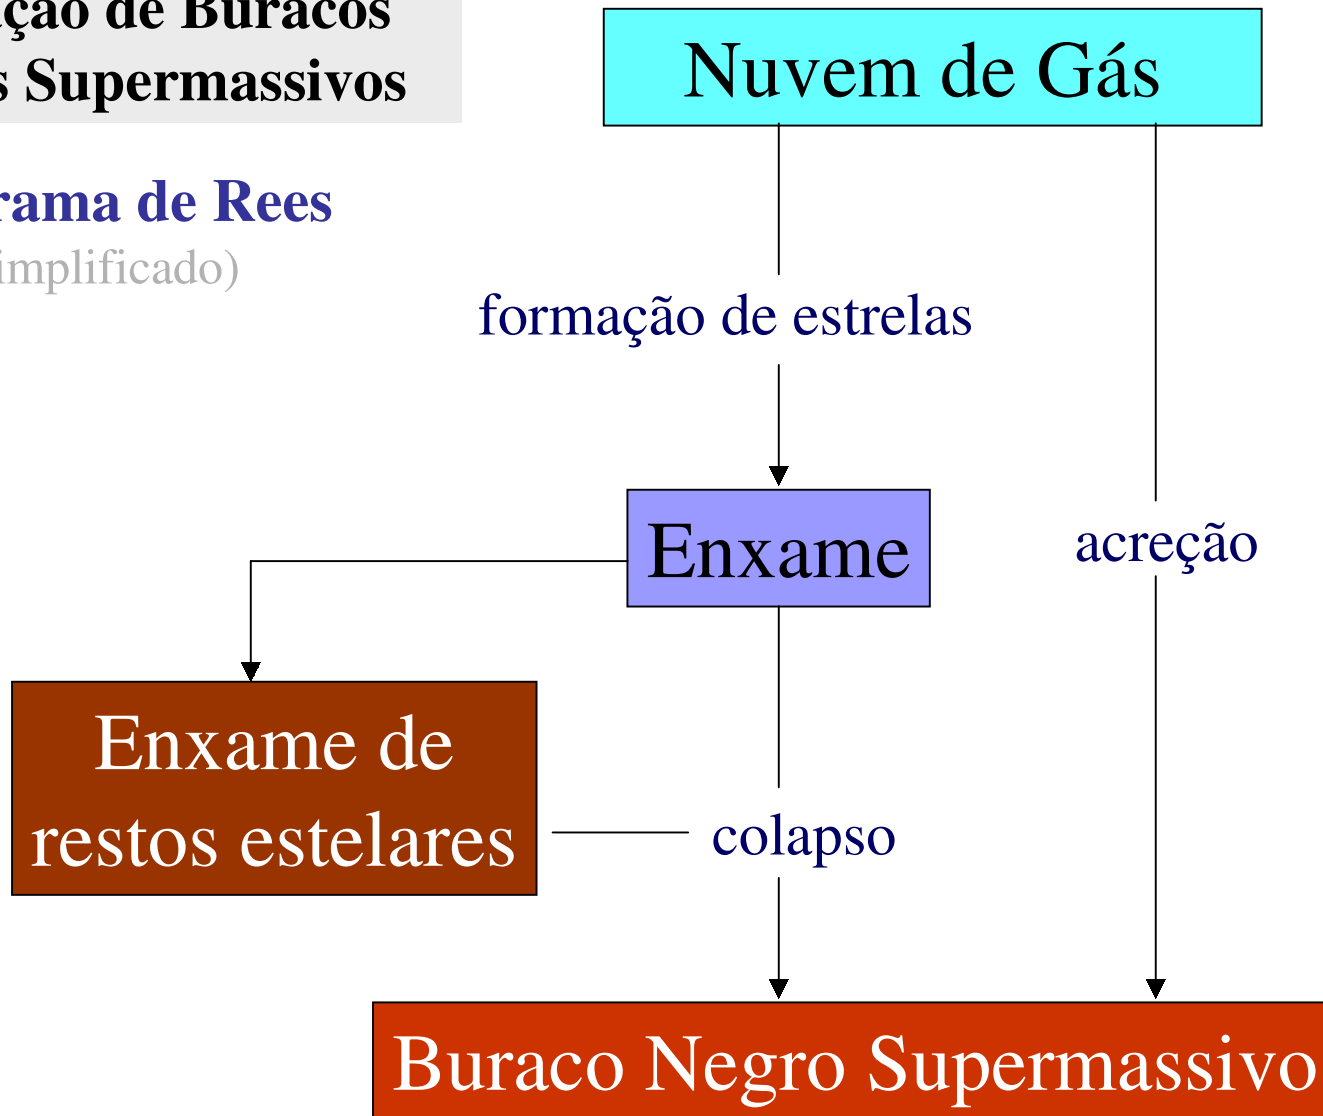 ação de Buracos
s Supermassivos
rama de Rees
implificado)
Nuvem de Gás
formação de estrelas
Enxame
acreção
Enxame de
restos estelares
colapso
Buraco Negro Supermassivo